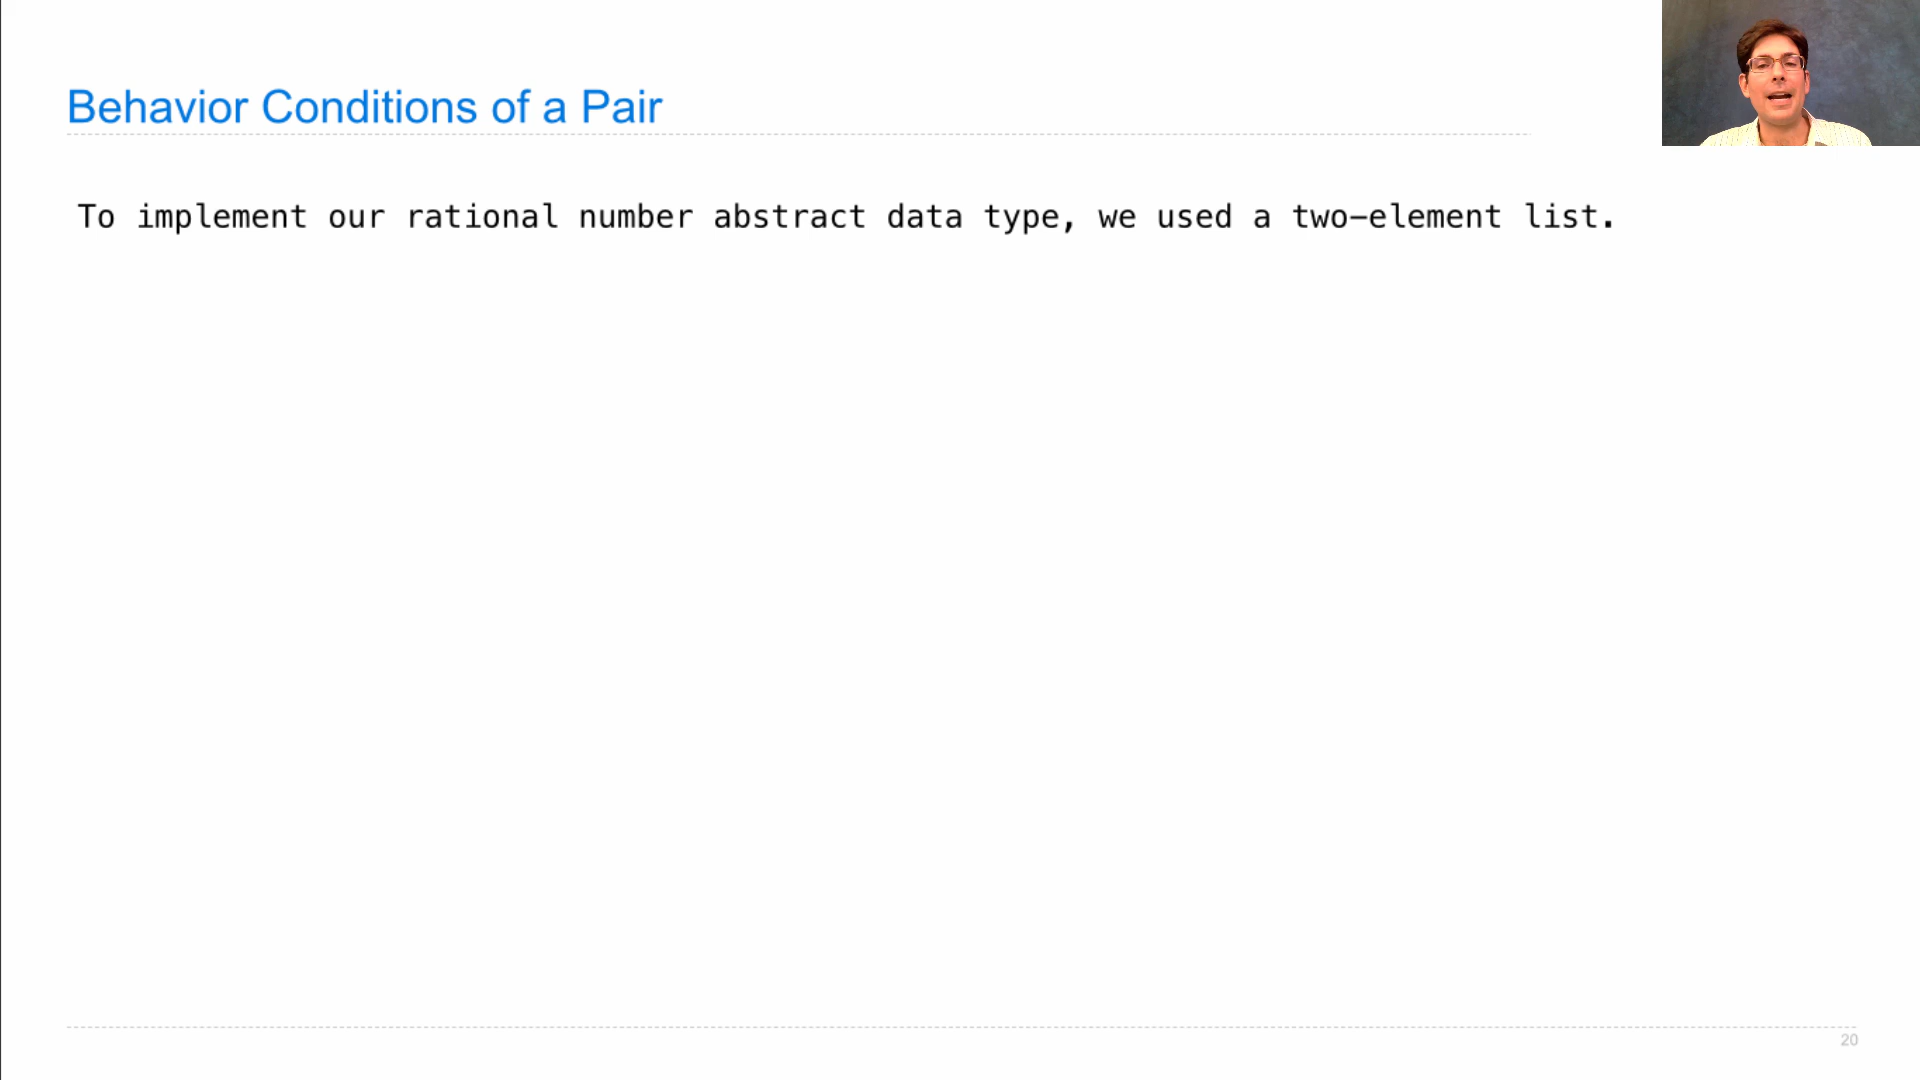 Behavior Conditions of a Pair
To implement our rational number abstract data type, we used a two-element list.
20